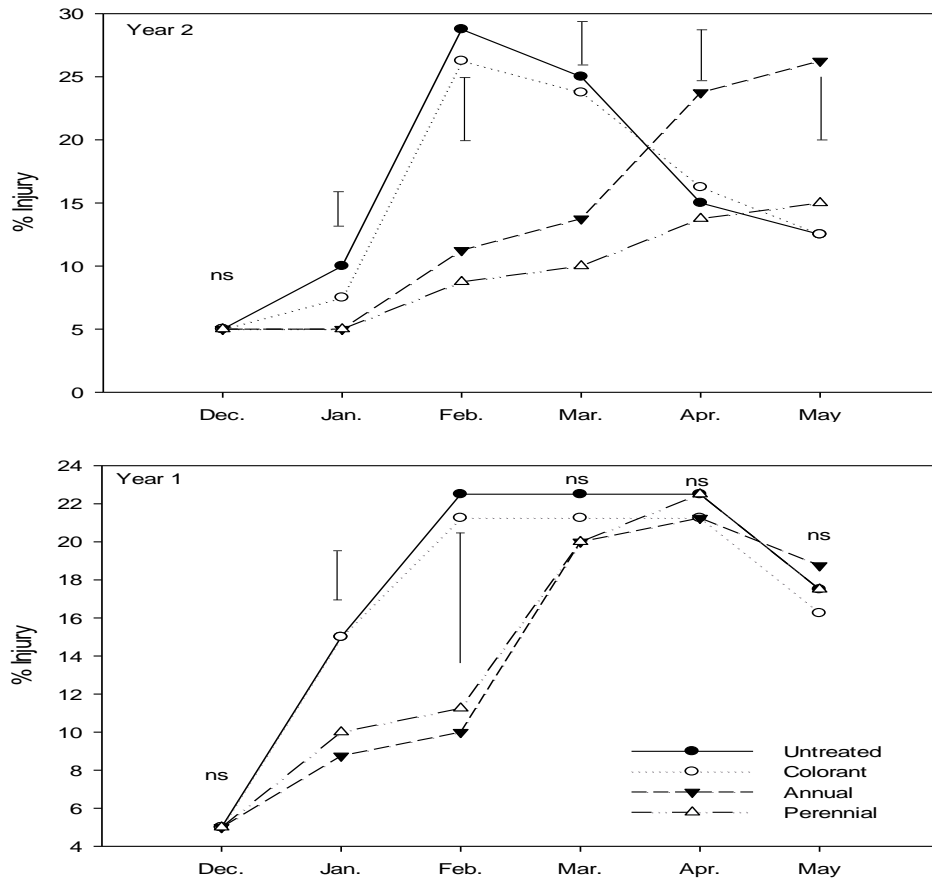 30
Year 2
25
20
% Injury
15
10
ns
5
0
Dec. Jan. Feb. Mar. Apr. May
24
Year 1
ns
ns
22
20
ns
18
% Injury
16
14
12
10
8
ns
6
4
Untreated
Colorant
Annual
Perennial
Dec. Jan. Feb. Mar. Apr. May